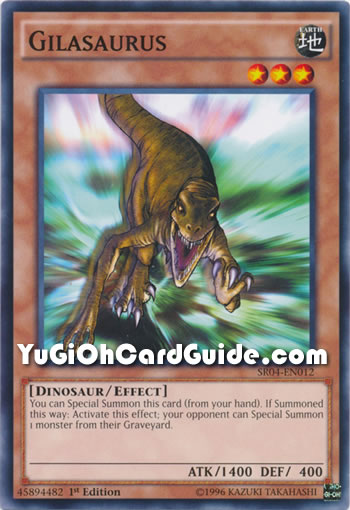 GILASAURUS
EARTH
地
YuGiOhCardGuide.com
SR04-EN012
[DINOSAUR/EFFECT]
You can Special Summon this card (from your hand). If Summoned
this way: Activate this effect; your opponent can Special Summon
1 monster from their Graveyard.
ATK/1400 DEF/ 400
45894482 1st Edition ©1996 KAZUKI TAKAHASHI